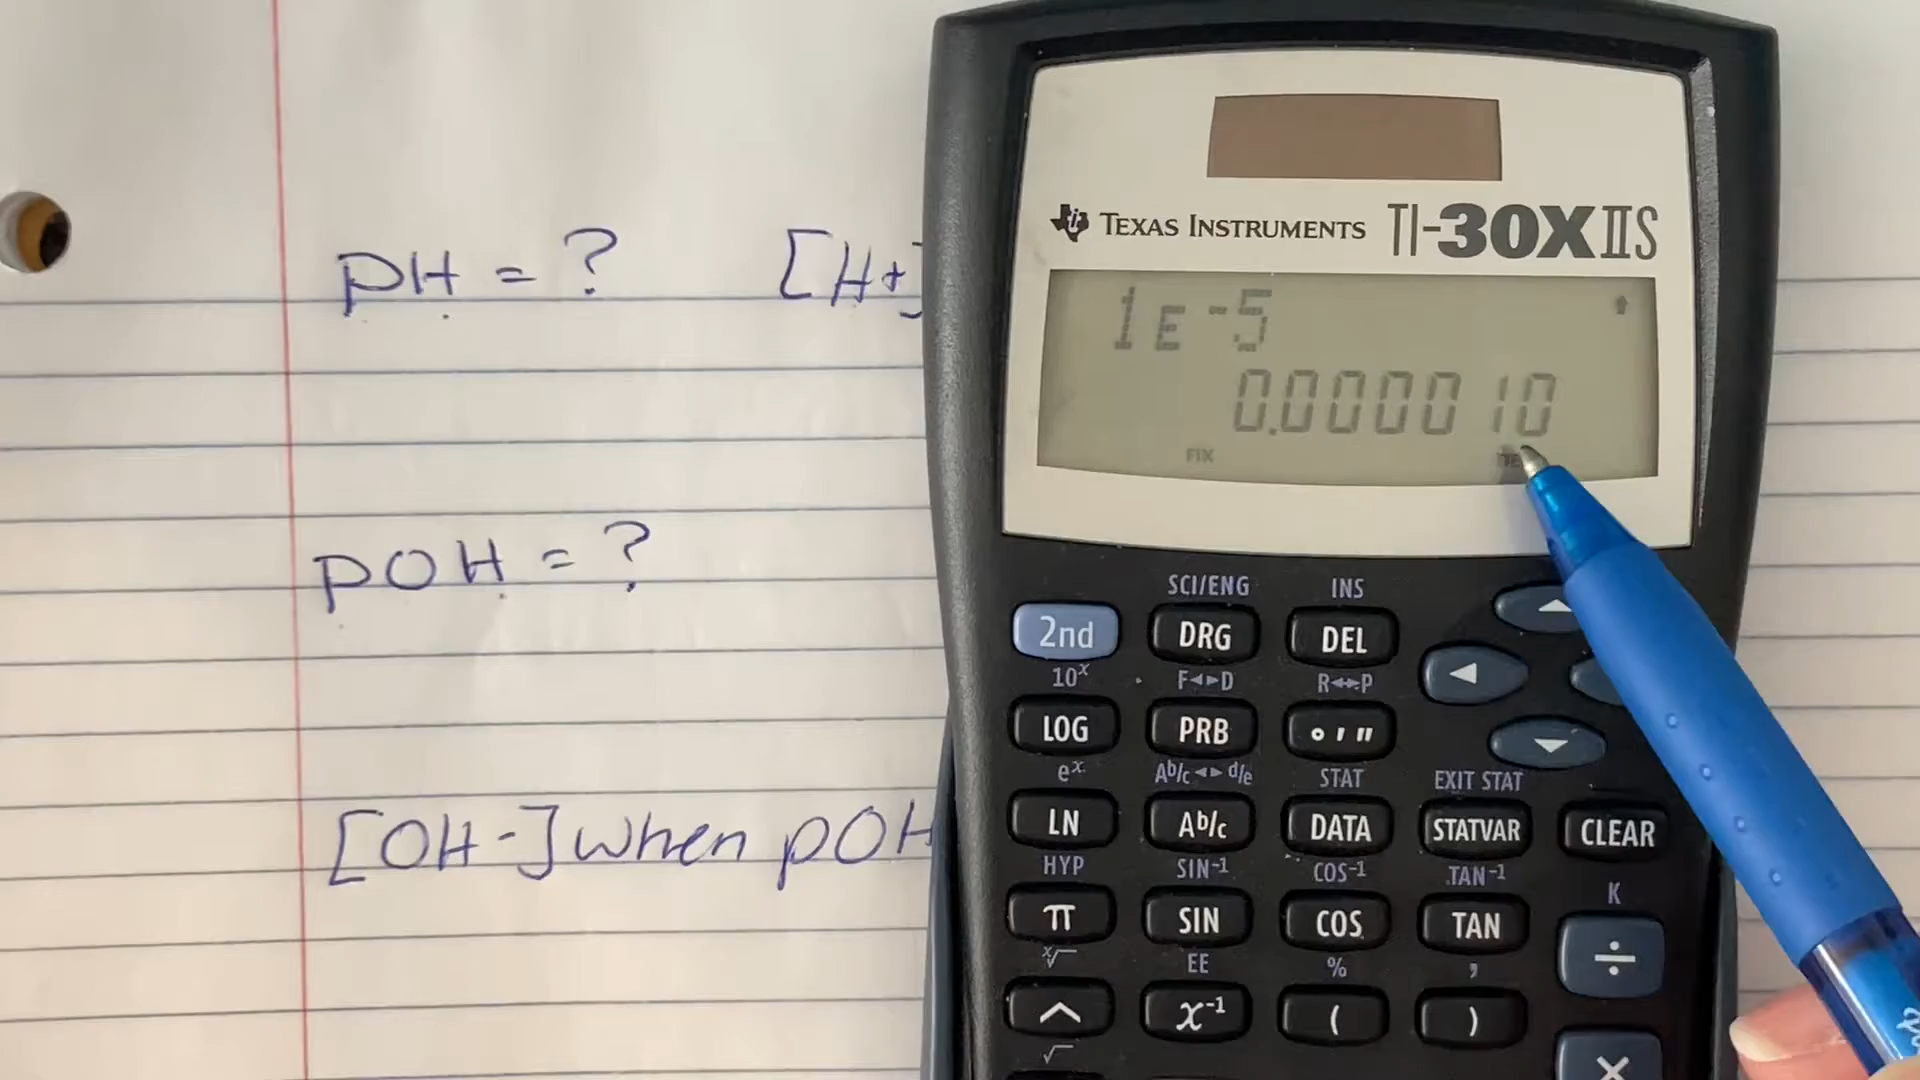 pH = ? [H+]
pOH = ?
[OH-] when pOH
TEXAS INSTRUMENTS TI-30X IIS
1E-5
0.000010
FIX
SCI/ENG INS
2nd DRG DEL
10ˣ F◄►D R◄►P
LOG PRB ° ' "
eˣ Ab/c◄►d/e STAT EXIT STAT
LN Ab/c DATA STATVAR CLEAR
HYP SIN⁻¹ COS⁻¹ TAN⁻¹ K
π SIN COS TAN ÷
ˣ√ EE % ,
^ x⁻¹ ( ) ×
√